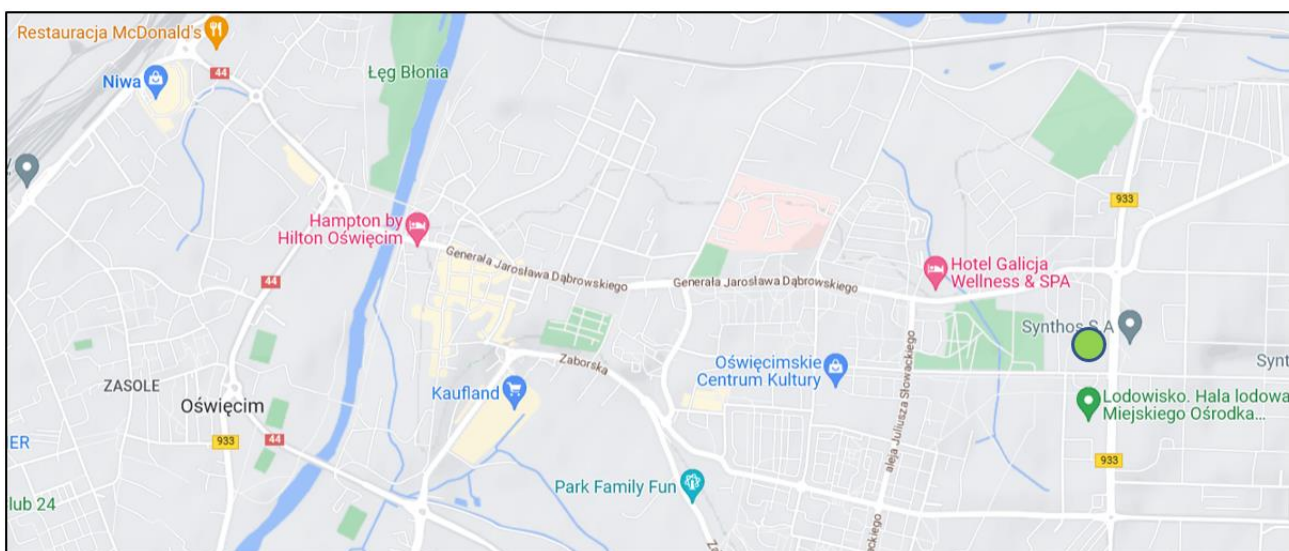 Restauracja McDonald's
44
Niwa
Łęg Błonia
933
Hampton by
Hilton Oświęcim
Generała Jarosława Dąbrowskiego
Generała Jarosława Dąbrowskiego
Hotel Galicja
Wellness & SPA
44
Synthos S.A
Zaborska
Oświęcimskie
Centrum Kultury
aleja Juliusza Słowackiego
Synt
ZASOLE
Kaufland
Oświęcim
Lodowisko. Hala lodowa
Miejskiego Ośrodka...
ER
933
44
933
Park Family Fun
lub 24